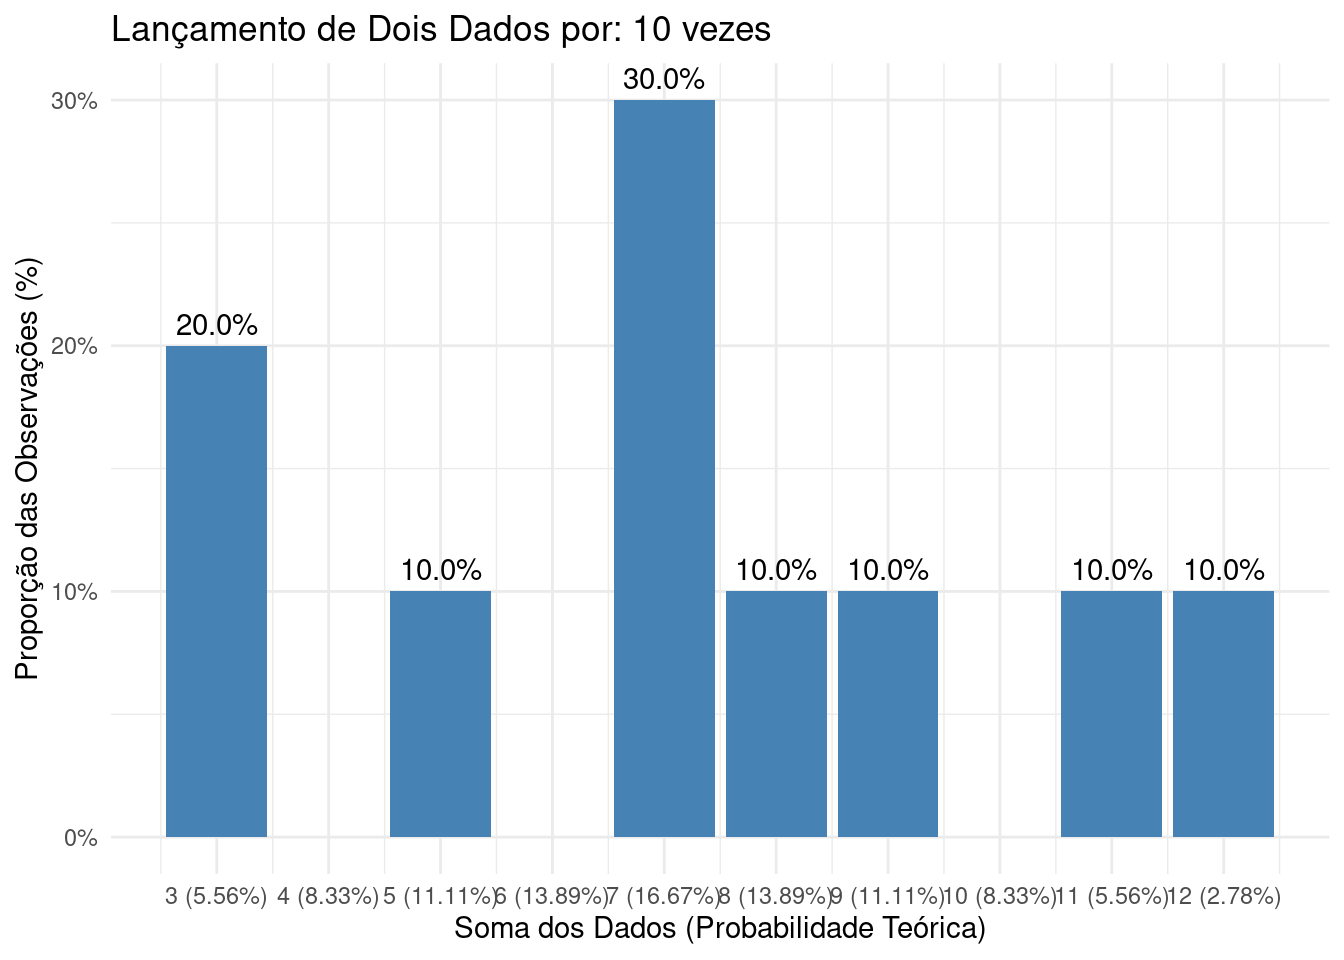 Lançamento de Dois Dados por: 10 vezes
30.0%
30%
20.0%
20%
10.0% 10.0% 10.0% 10.0% 10.0%
10%
0%
Proporção das Observações (%)
3 (5.56%) 4 (8.33%) 5 (11.11%) 6 (13.89%) 7 (16.67%) 8 (13.89%) 9 (11.11%) 10 (8.33%) 11 (5.56%) 12 (2.78%)
Soma dos Dados (Probabilidade Teórica)